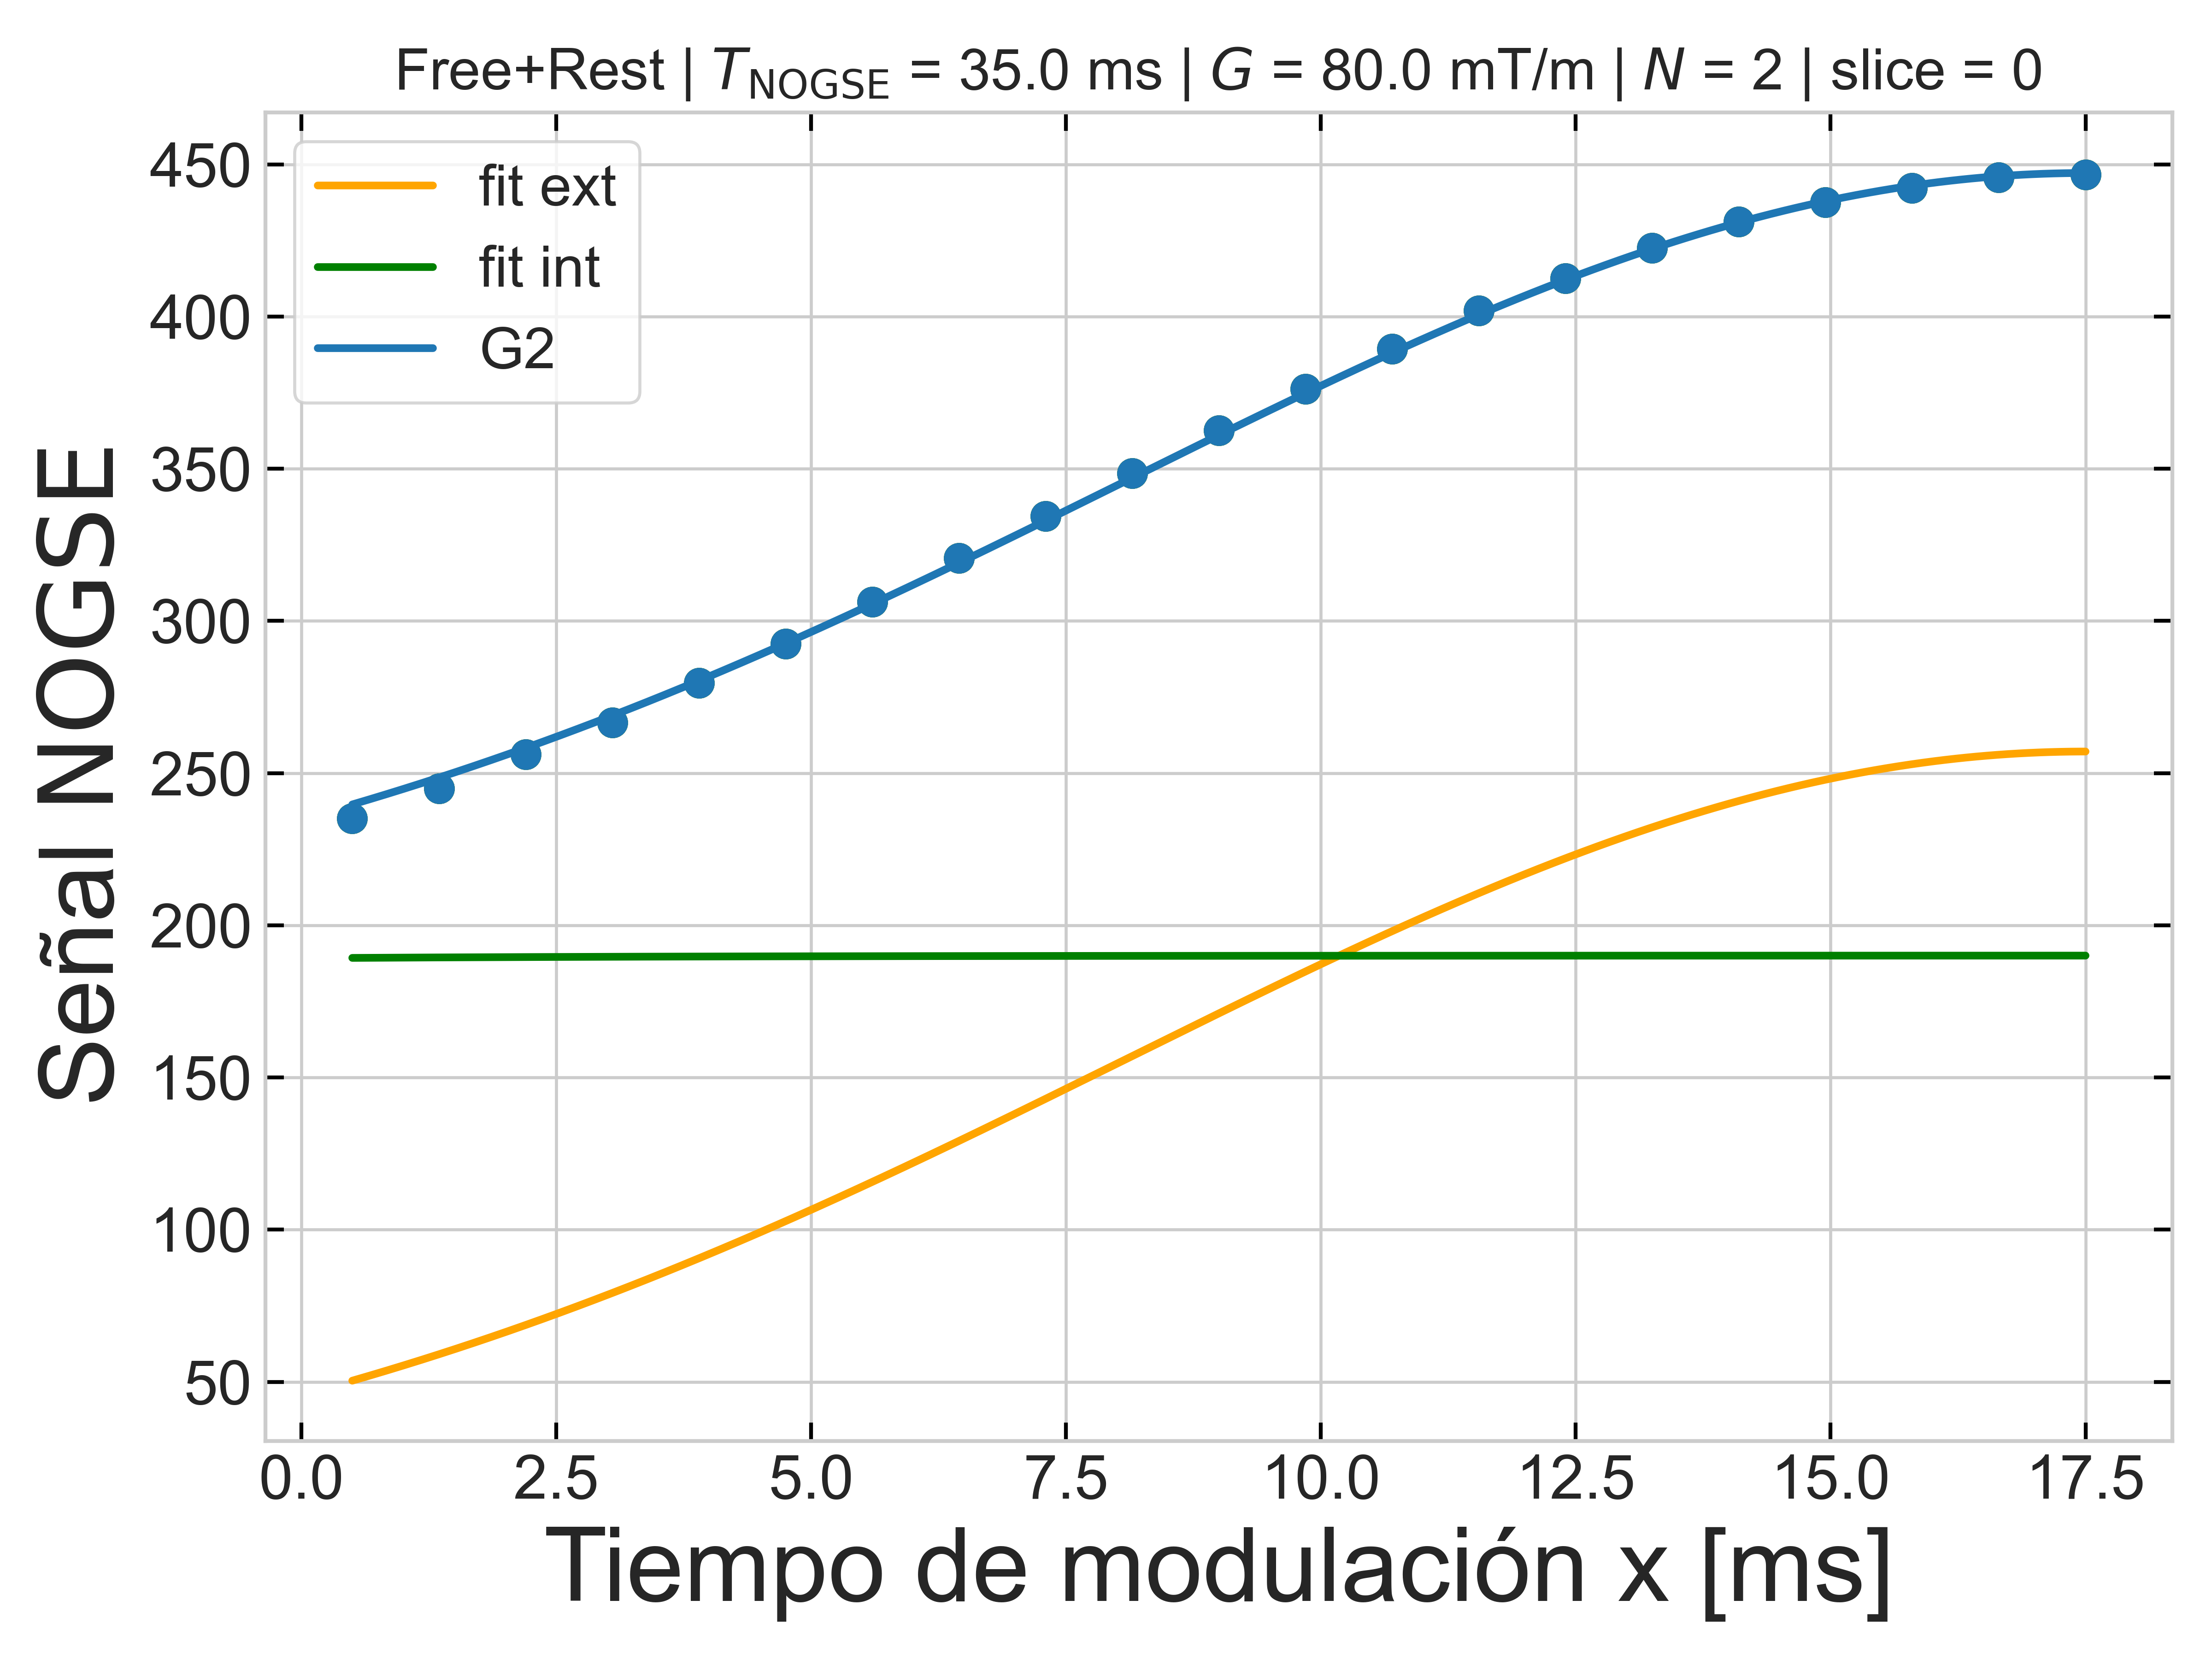 Free+Rest | T_NOGSE = 35.0 ms | G = 80.0 mT/m | N = 2 | slice = 0
fit ext
fit int
G2
Señal NOGSE
450
400
350
300
250
200
150
100
50
0.0 2.5 5.0 7.5 10.0 12.5 15.0 17.5
Tiempo de modulación x [ms]